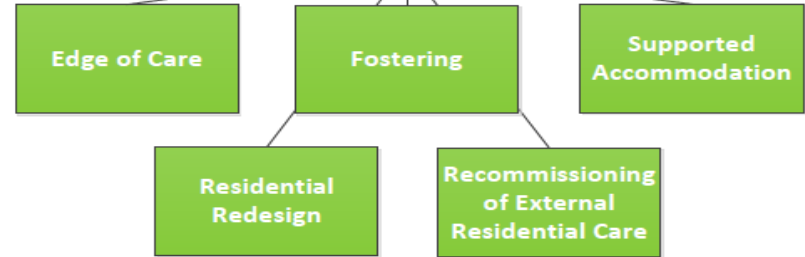 Edge of Care
Fostering
Supported
Accommodation
Residential
Redesign
Recommissioning
of External
Residential Care